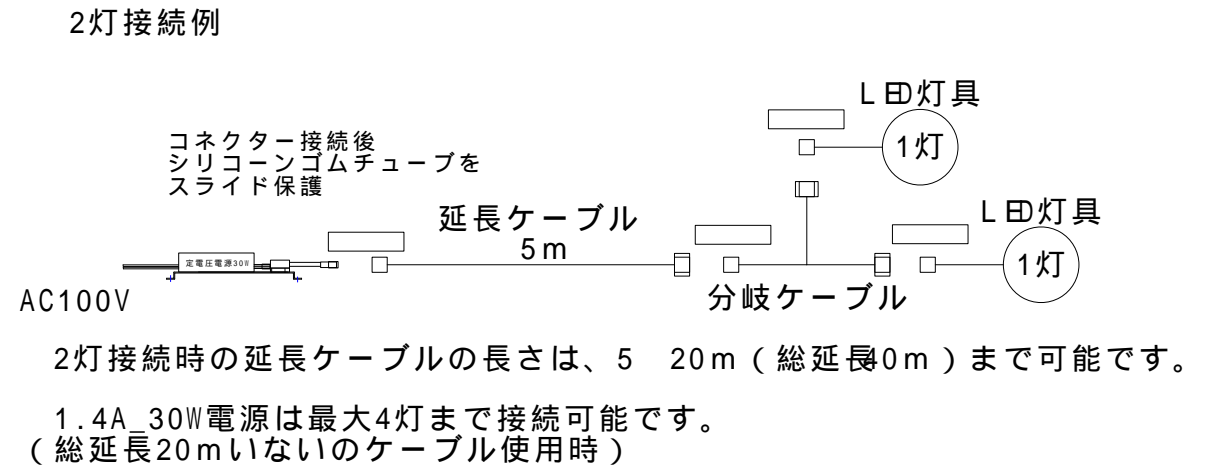 2灯接続例
LED灯具
コネクター接続後
シリコーンゴムチューブを
スライド保護
1灯
延長ケーブル
5m
LED灯具
定電圧電源30W
1灯
AC100V
分岐ケーブル
2灯接続時の延長ケーブルの長さは、5 20m(総延長40m)まで可能です。
1.4A_30W電源は最大4灯まで接続可能です。
(総延長20mいないのケーブル使用時)